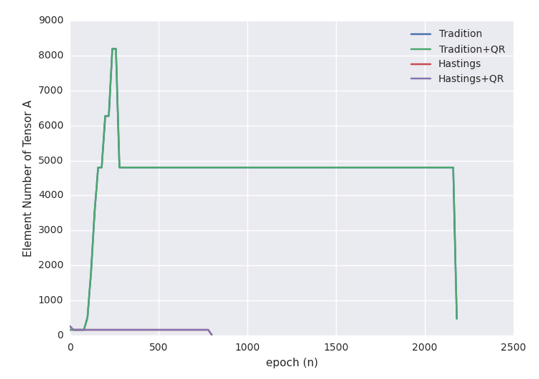 9000
8000
7000
6000
5000
4000
3000
2000
1000
0
Element Number of Tensor A
Tradition
Tradition+QR
Hastings
Hastings+QR
0 500 1000 1500 2000 2500
epoch (n)